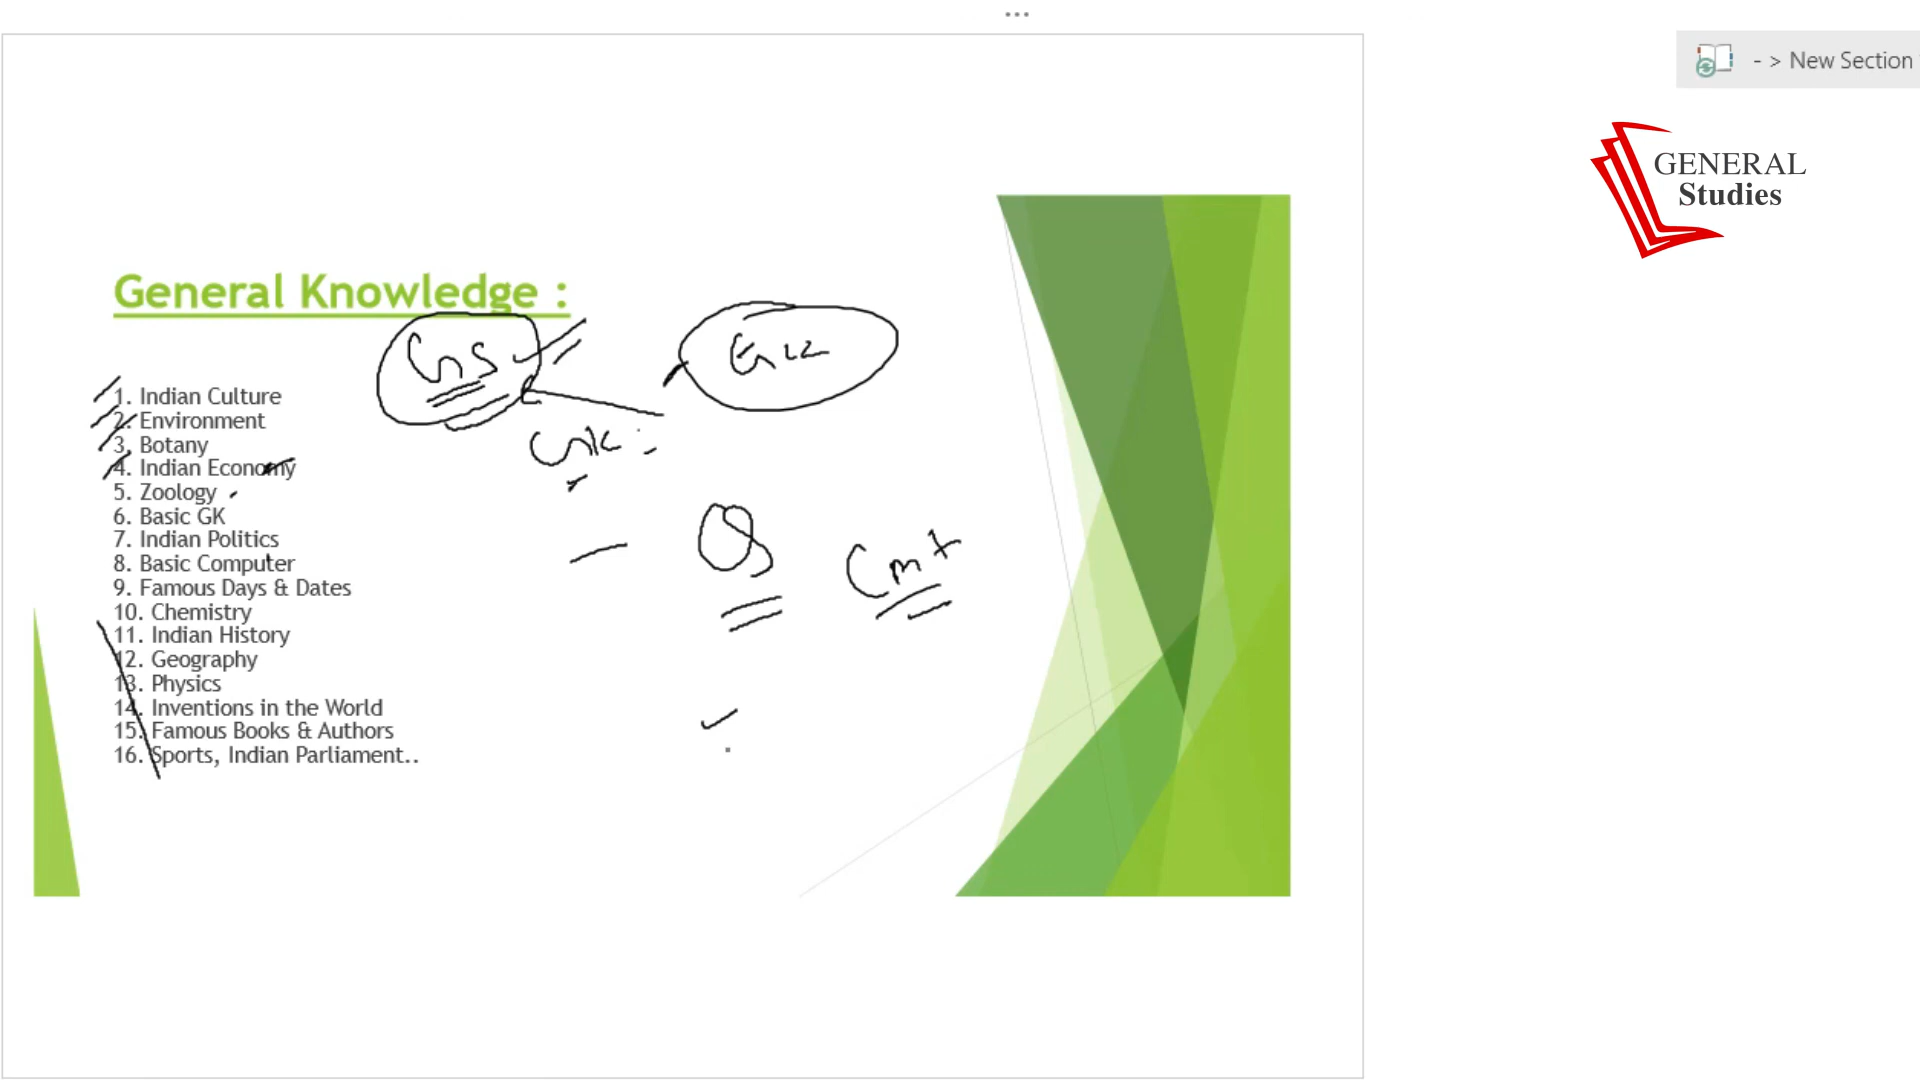 - > New Section
GENERAL
Studies
General Knowledge :
GS
GK
GK :
1. Indian Culture
2. Environment
3. Botany
4. Indian Economy
5. Zoology
6. Basic GK
7. Indian Politics
8. Basic Computer
9. Famous Days & Dates
10. Chemistry
11. Indian History
12. Geography
13. Physics
14. Inventions in the World
15. Famous Books & Authors
16. Sports, Indian Parliament..
Cmt